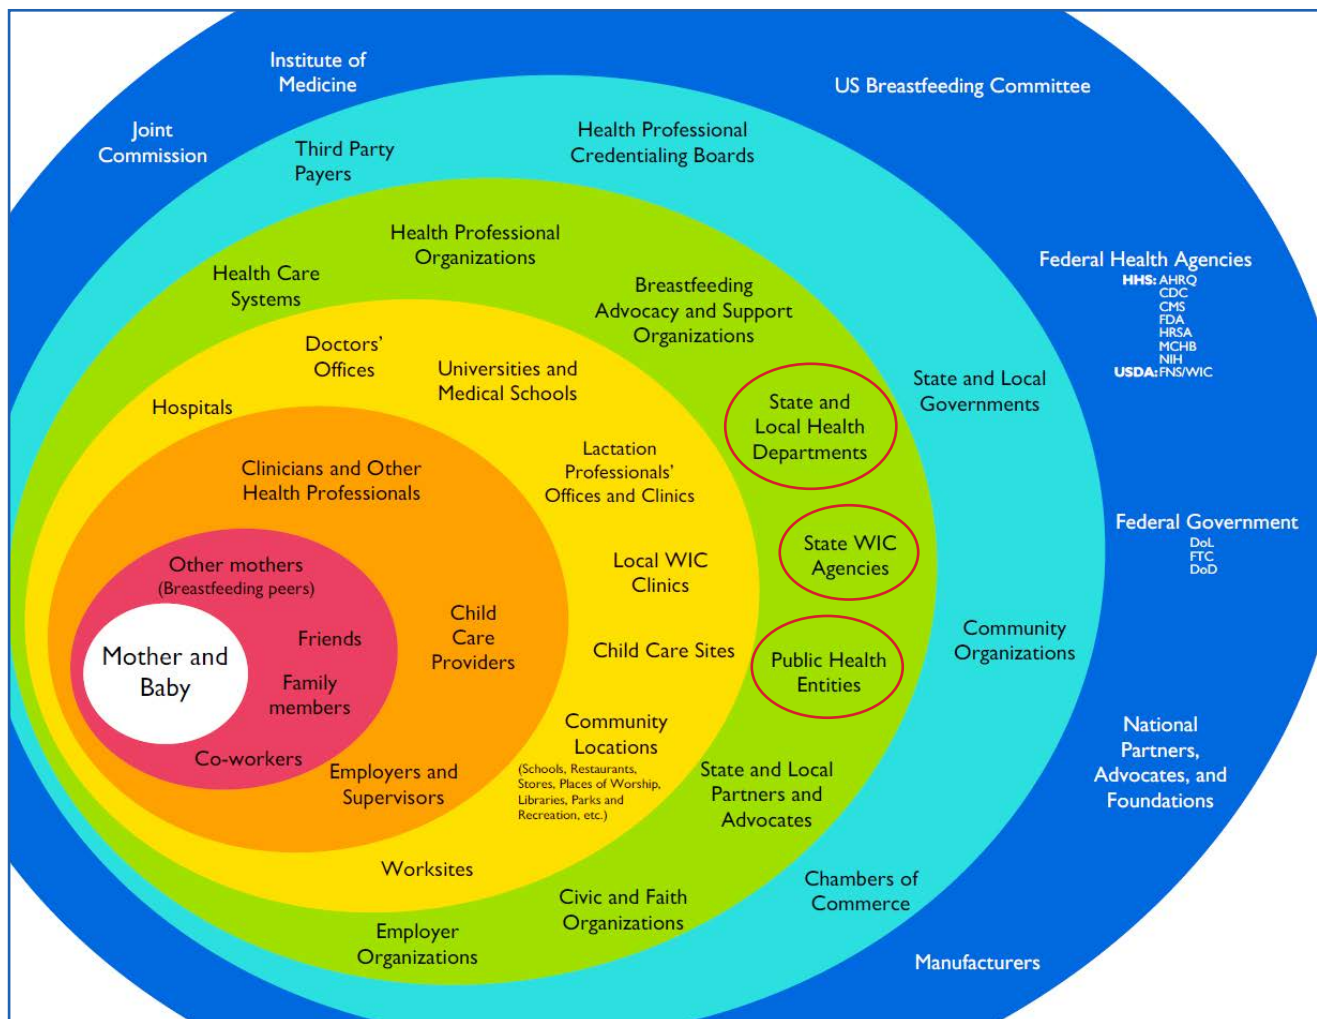 Institute of
Medicine
US Breastfeeding Committee
Joint
Commission
Third Party
Payers
Health Professional
Credentialing Boards
Health Professional
Organizations
Health Care
Systems
Breastfeeding
Advocacy and Support
Organizations
Federal Health Agencies
HHS: AHRQ
CDC
CMS
FDA
HRSA
MCHB
NIH
USDA: FNS/WIC
Doctors'
Offices
Universities and
Medical Schools
Hospitals
State and
Local Health
Departments
State and Local
Governments
Clinicians and Other
Health Professionals
Lactation
Professionals'
Offices and Clinics
Federal Government
DoL
FTC
DoD
State WIC
Agencies
Local WIC
Clinics
Other mothers
(Breastfeeding peers)
Child
Care
Providers
Friends
Mother and
Baby
Family
members
Child Care Sites
Public Health
Entities
Community
Organizations
Co-workers
Employers and
Supervisors
Community
Locations
(Schools, Restaurants,
Stores, Places of Worship,
Libraries, Parks and
Recreation, etc.)
State and Local
Partners and
Advocates
National
Partners,
Advocates, and
Foundations
Worksites
Civic and Faith
Organizations
Chambers of
Commerce
Employer
Organizations
Manufacturers